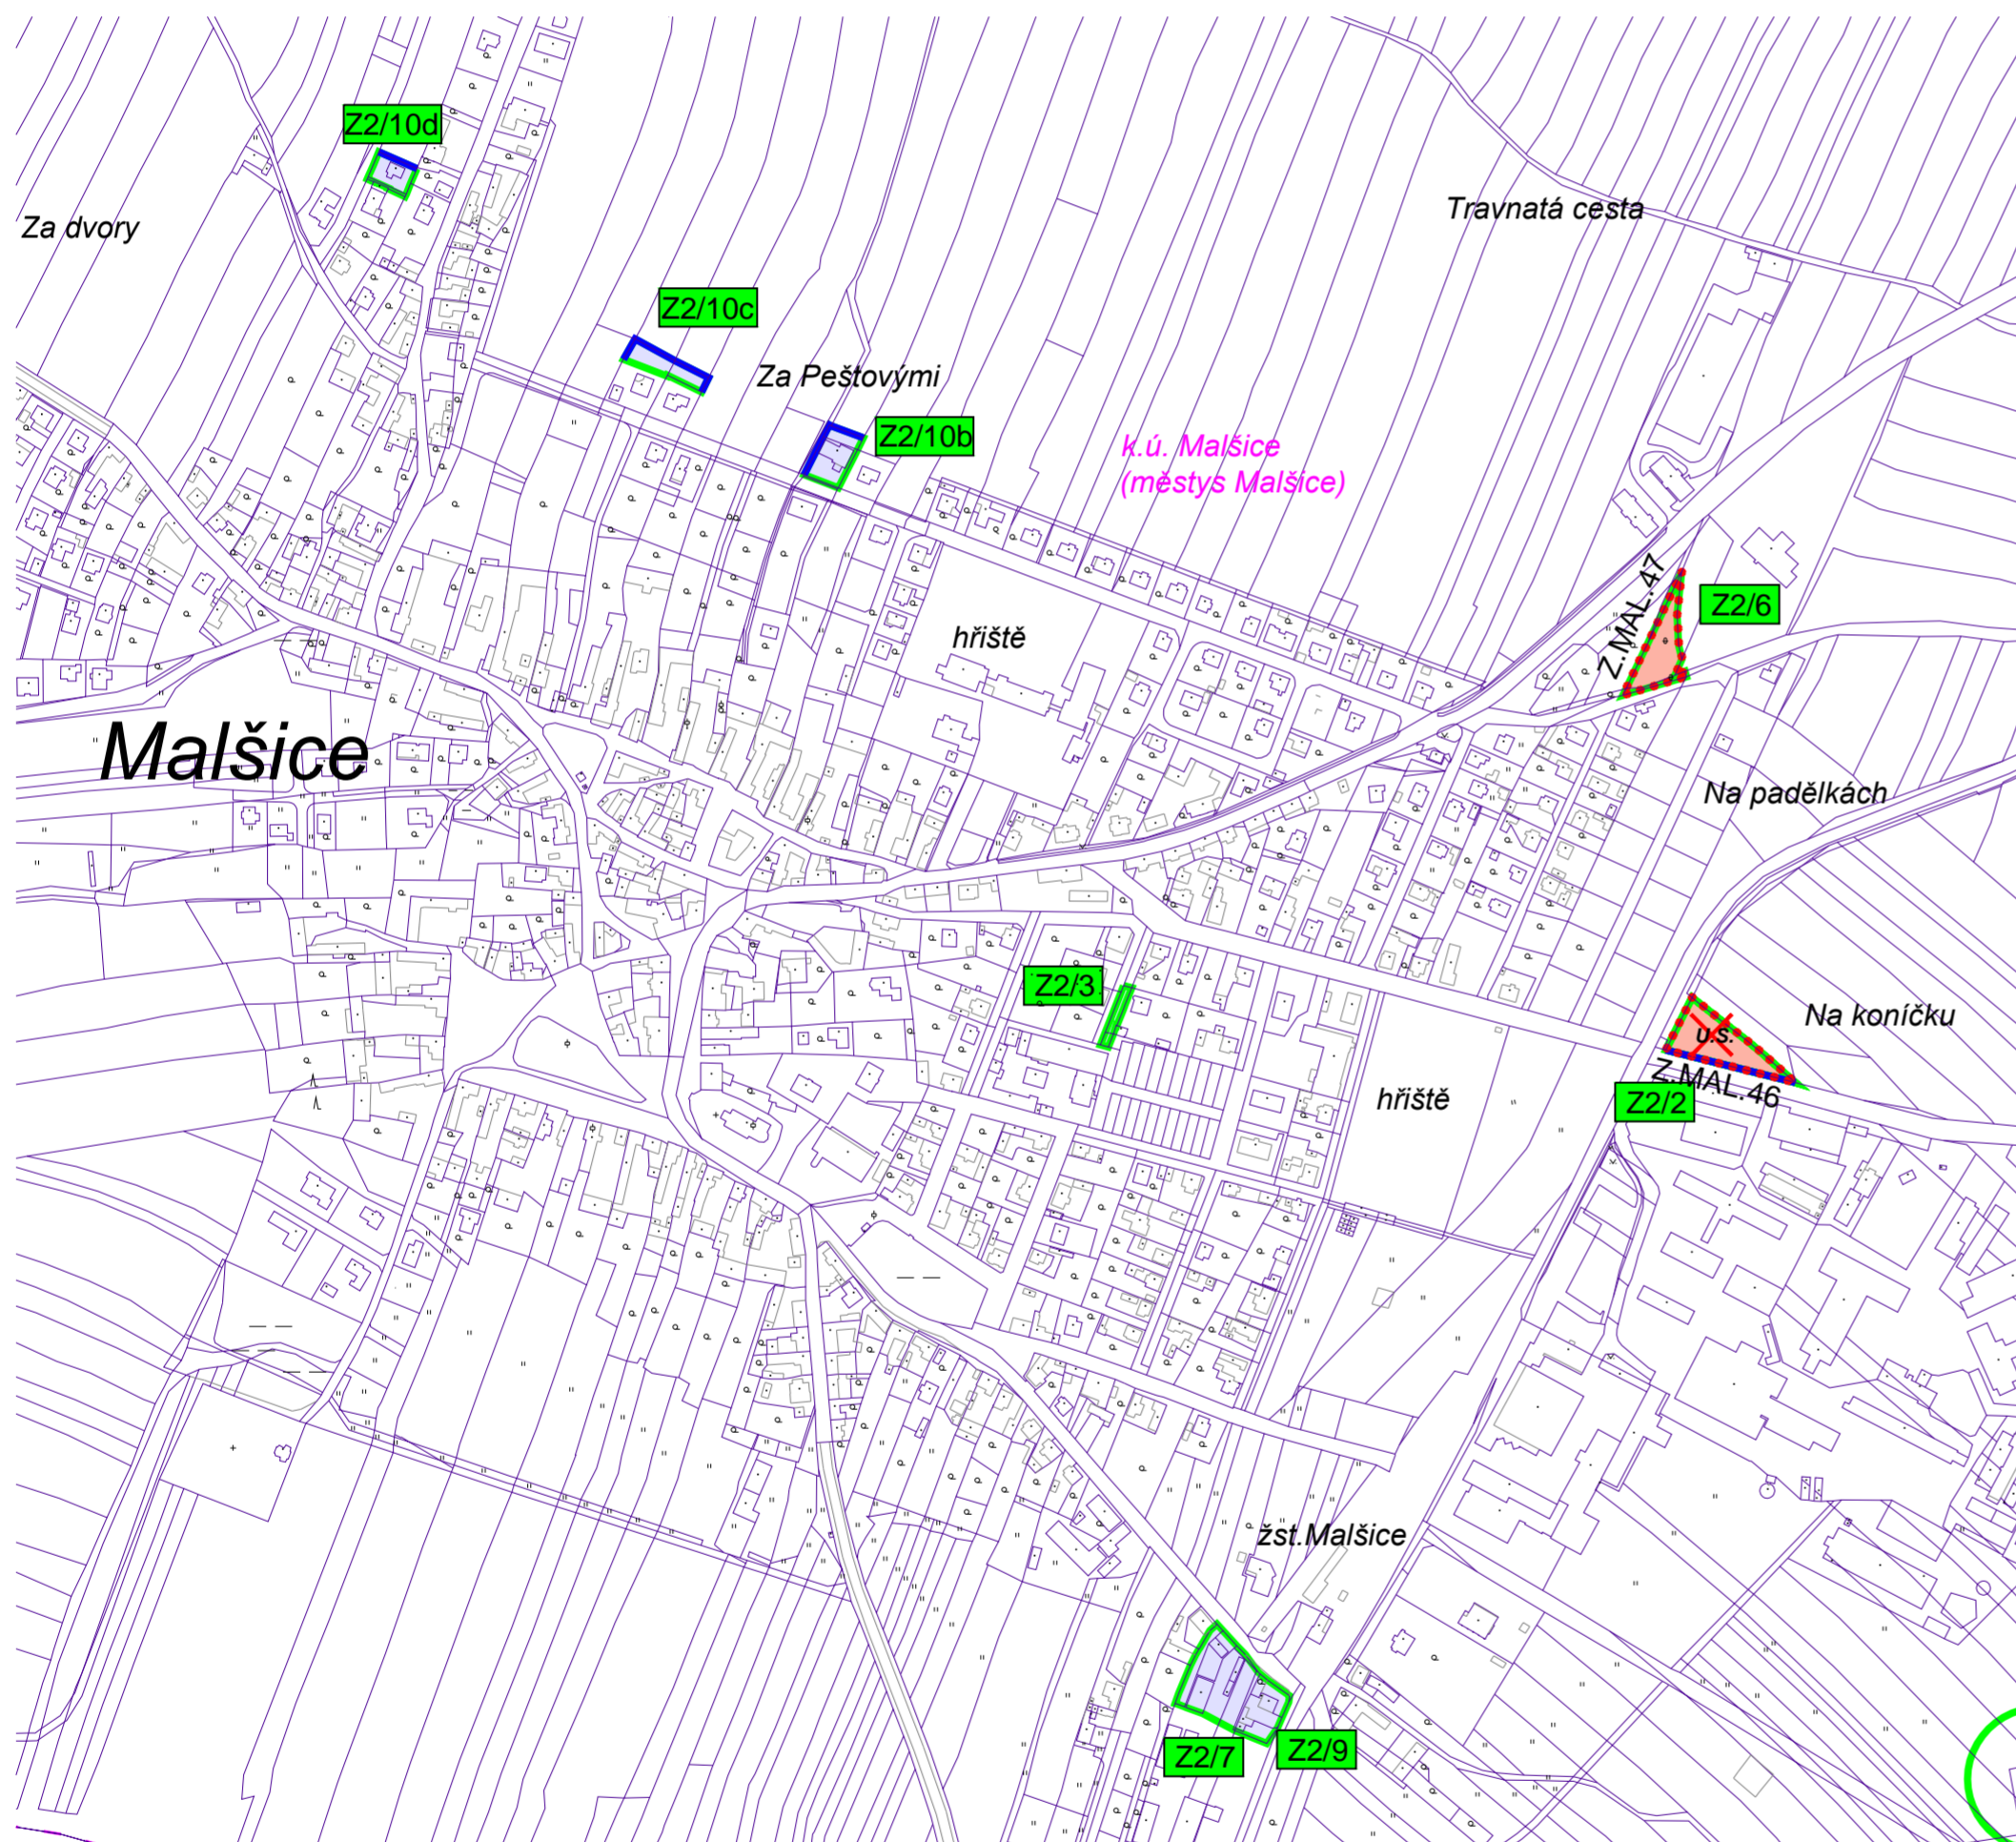 Z2/10d
Travnatá cesta
Za dvory
Z2/10c
Za Peštovými
Z2/10b
k.ú. Malšice
(městys Malšice)
Z.MAL.47
Z2/6
hřiště
Malšice
Na padělkách
Z2/3
Na koníčku
u.s.
Z.MAL.46
hřiště
Z2/2
žst.Malšice
Z2/7
Z2/9